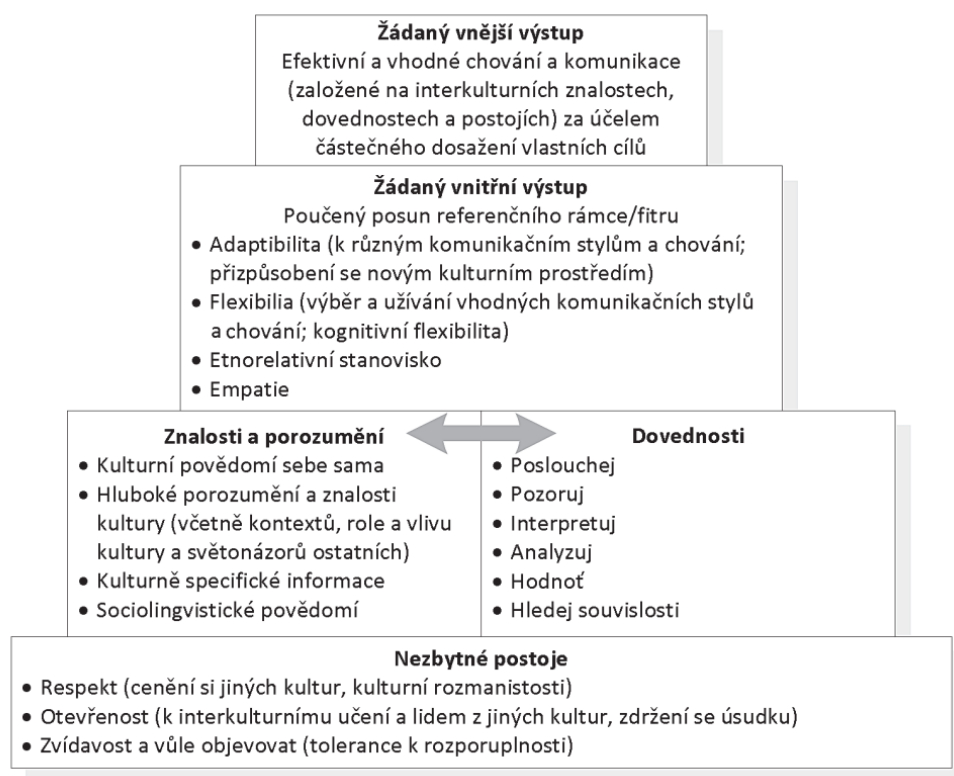 Žádaný vnější výstup
Efektivní a vhodné chování a komunikace
(založené na interkulturních znalostech,
dovednostech a postojích) za účelem
částečného dosažení vlastních cílů
Žádaný vnitřní výstup
Poučený posun referenčního rámce/fitru
• Adaptibilita (k různým komunikačním stylům a chování;
přizpůsobení se novým kulturním prostředím)
• Flexibilia (výběr a užívání vhodných komunikačních stylů
a chování; kognitivní flexibilita)
• Etnorelativní stanovisko
• Empatie
Znalosti a porozumění
• Kulturní povědomí sebe sama
• Hluboké porozumění a znalosti
kultury (včetně kontextů, role a vlivu
kultury a světonázorů ostatních)
• Kulturně specifické informace
• Sociolingvistické povědomí
Dovednosti
• Poslouchej
• Pozoruj
• Interpretuj
• Analyzuj
• Hodnoť
• Hledej souvislosti
Nezbytné postoje
• Respekt (cenění si jiných kultur, kulturní rozmanistosti)
• Otevřenost (k interkulturnímu učení a lidem z jiných kultur, zdržení se úsudku)
• Zvídavost a vůle objevovat (tolerance k rozporuplnosti)